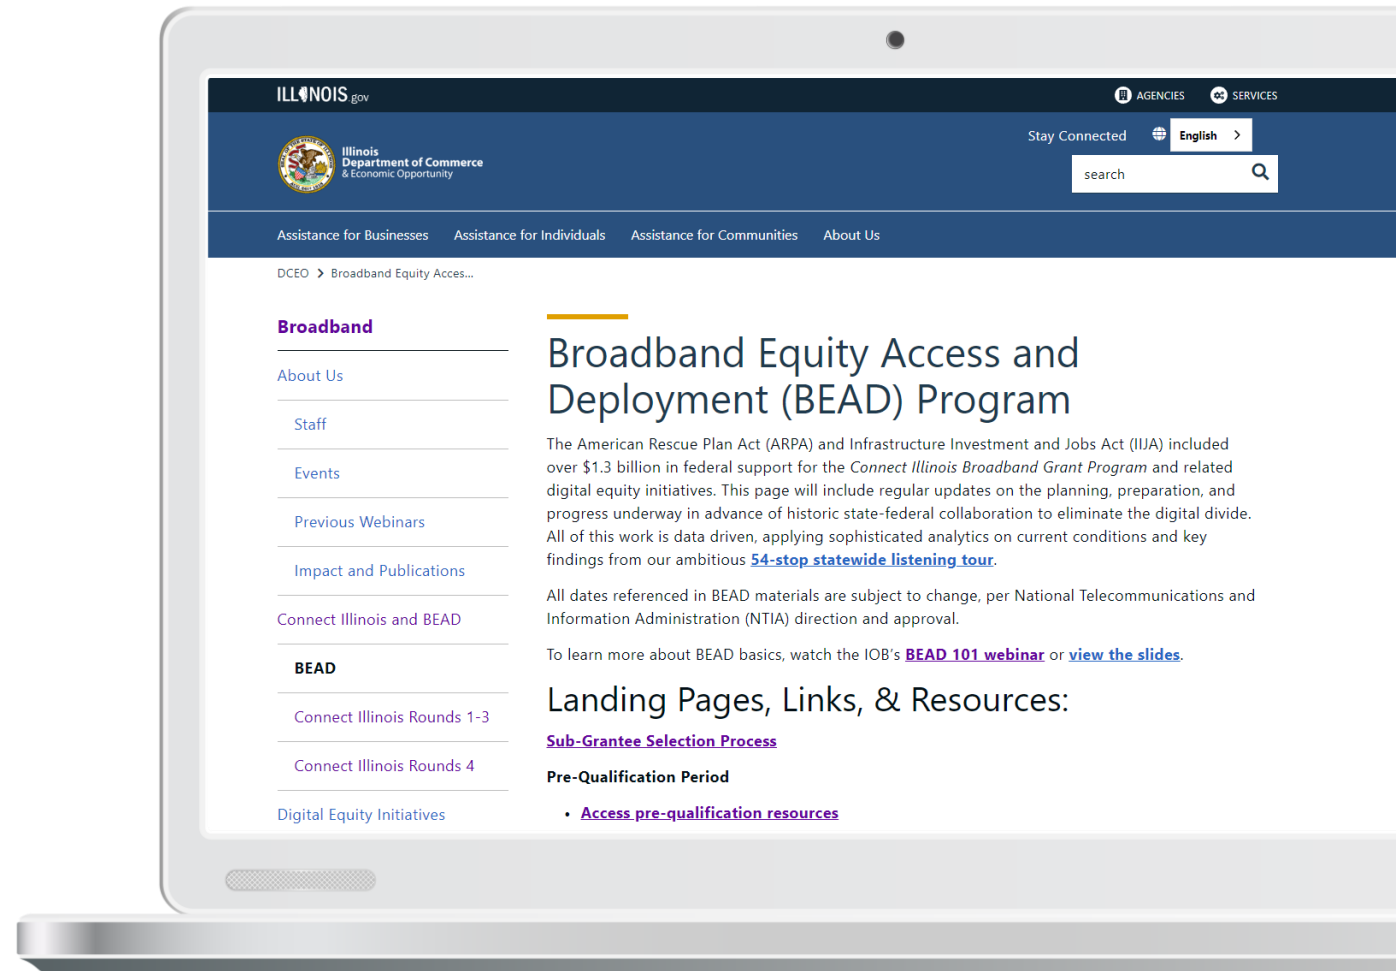 ILLINOIS.gov
AGENCIES
SERVICES
Illinois
Department of Commerce
& Economic Opportunity
Stay Connected
English
search
Assistance for Businesses
Assistance for Individuals
Assistance for Communities
About Us
DCEO
Broadband Equity Acces...
Broadband
About Us
Staff
Events
Previous Webinars
Impact and Publications
Connect Illinois and BEAD
BEAD
Connect Illinois Rounds 1-3
Connect Illinois Rounds 4
Digital Equity Initiatives
Broadband Equity Access and
Deployment (BEAD) Program
The American Rescue Plan Act (ARPA) and Infrastructure Investment and Jobs Act (IIJA) included
over $1.3 billion in federal support for the Connect Illinois Broadband Grant Program and related
digital equity initiatives. This page will include regular updates on the planning, preparation, and
progress underway in advance of historic state-federal collaboration to eliminate the digital divide.
All of this work is data driven, applying sophisticated analytics on current conditions and key
findings from our ambitious 54-stop statewide listening tour.
All dates referenced in BEAD materials are subject to change, per National Telecommunications and
Information Administration (NTIA) direction and approval.
To learn more about BEAD basics, watch the IOB's BEAD 101 webinar or view the slides.
Landing Pages, Links, & Resources:
Sub-Grantee Selection Process
Pre-Qualification Period
• Access pre-qualification resources